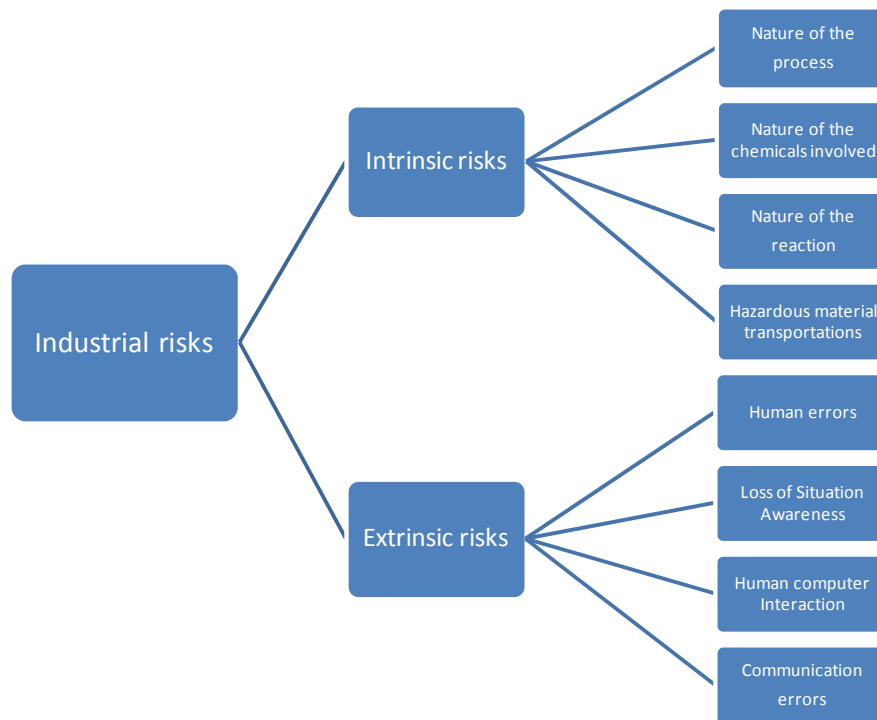 Industrial risks
Intrinsic risks
Nature of the
process
Nature of the
chemicals involved
Nature of the
reaction
Hazardous material
transportations
Extrinsic risks
Human errors
Loss of Situation
Awareness
Human computer
Interaction
Communication
errors